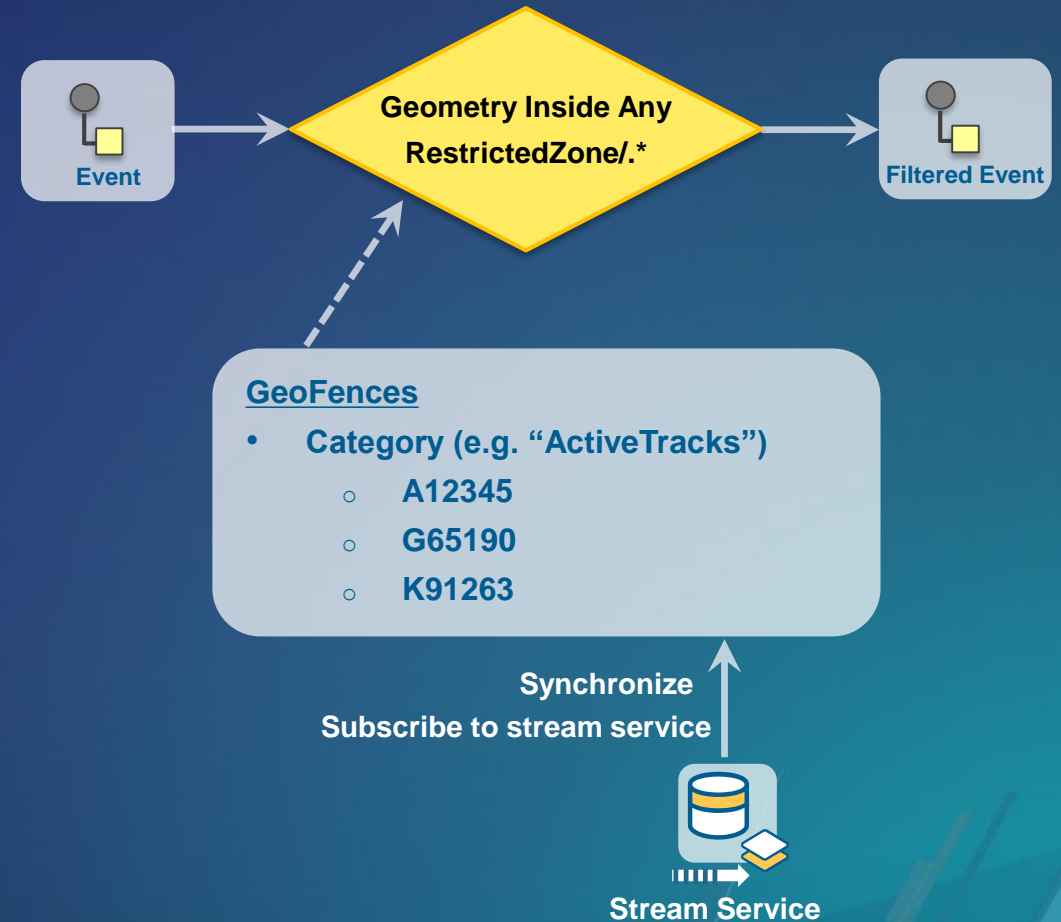 Event
Geometry Inside Any
RestrictedZone/.*
Filtered Event
GeoFences
• Category (e.g. “ActiveTracks”)
o A12345
o G65190
o K91263
Synchronize
Subscribe to stream service
Stream Service